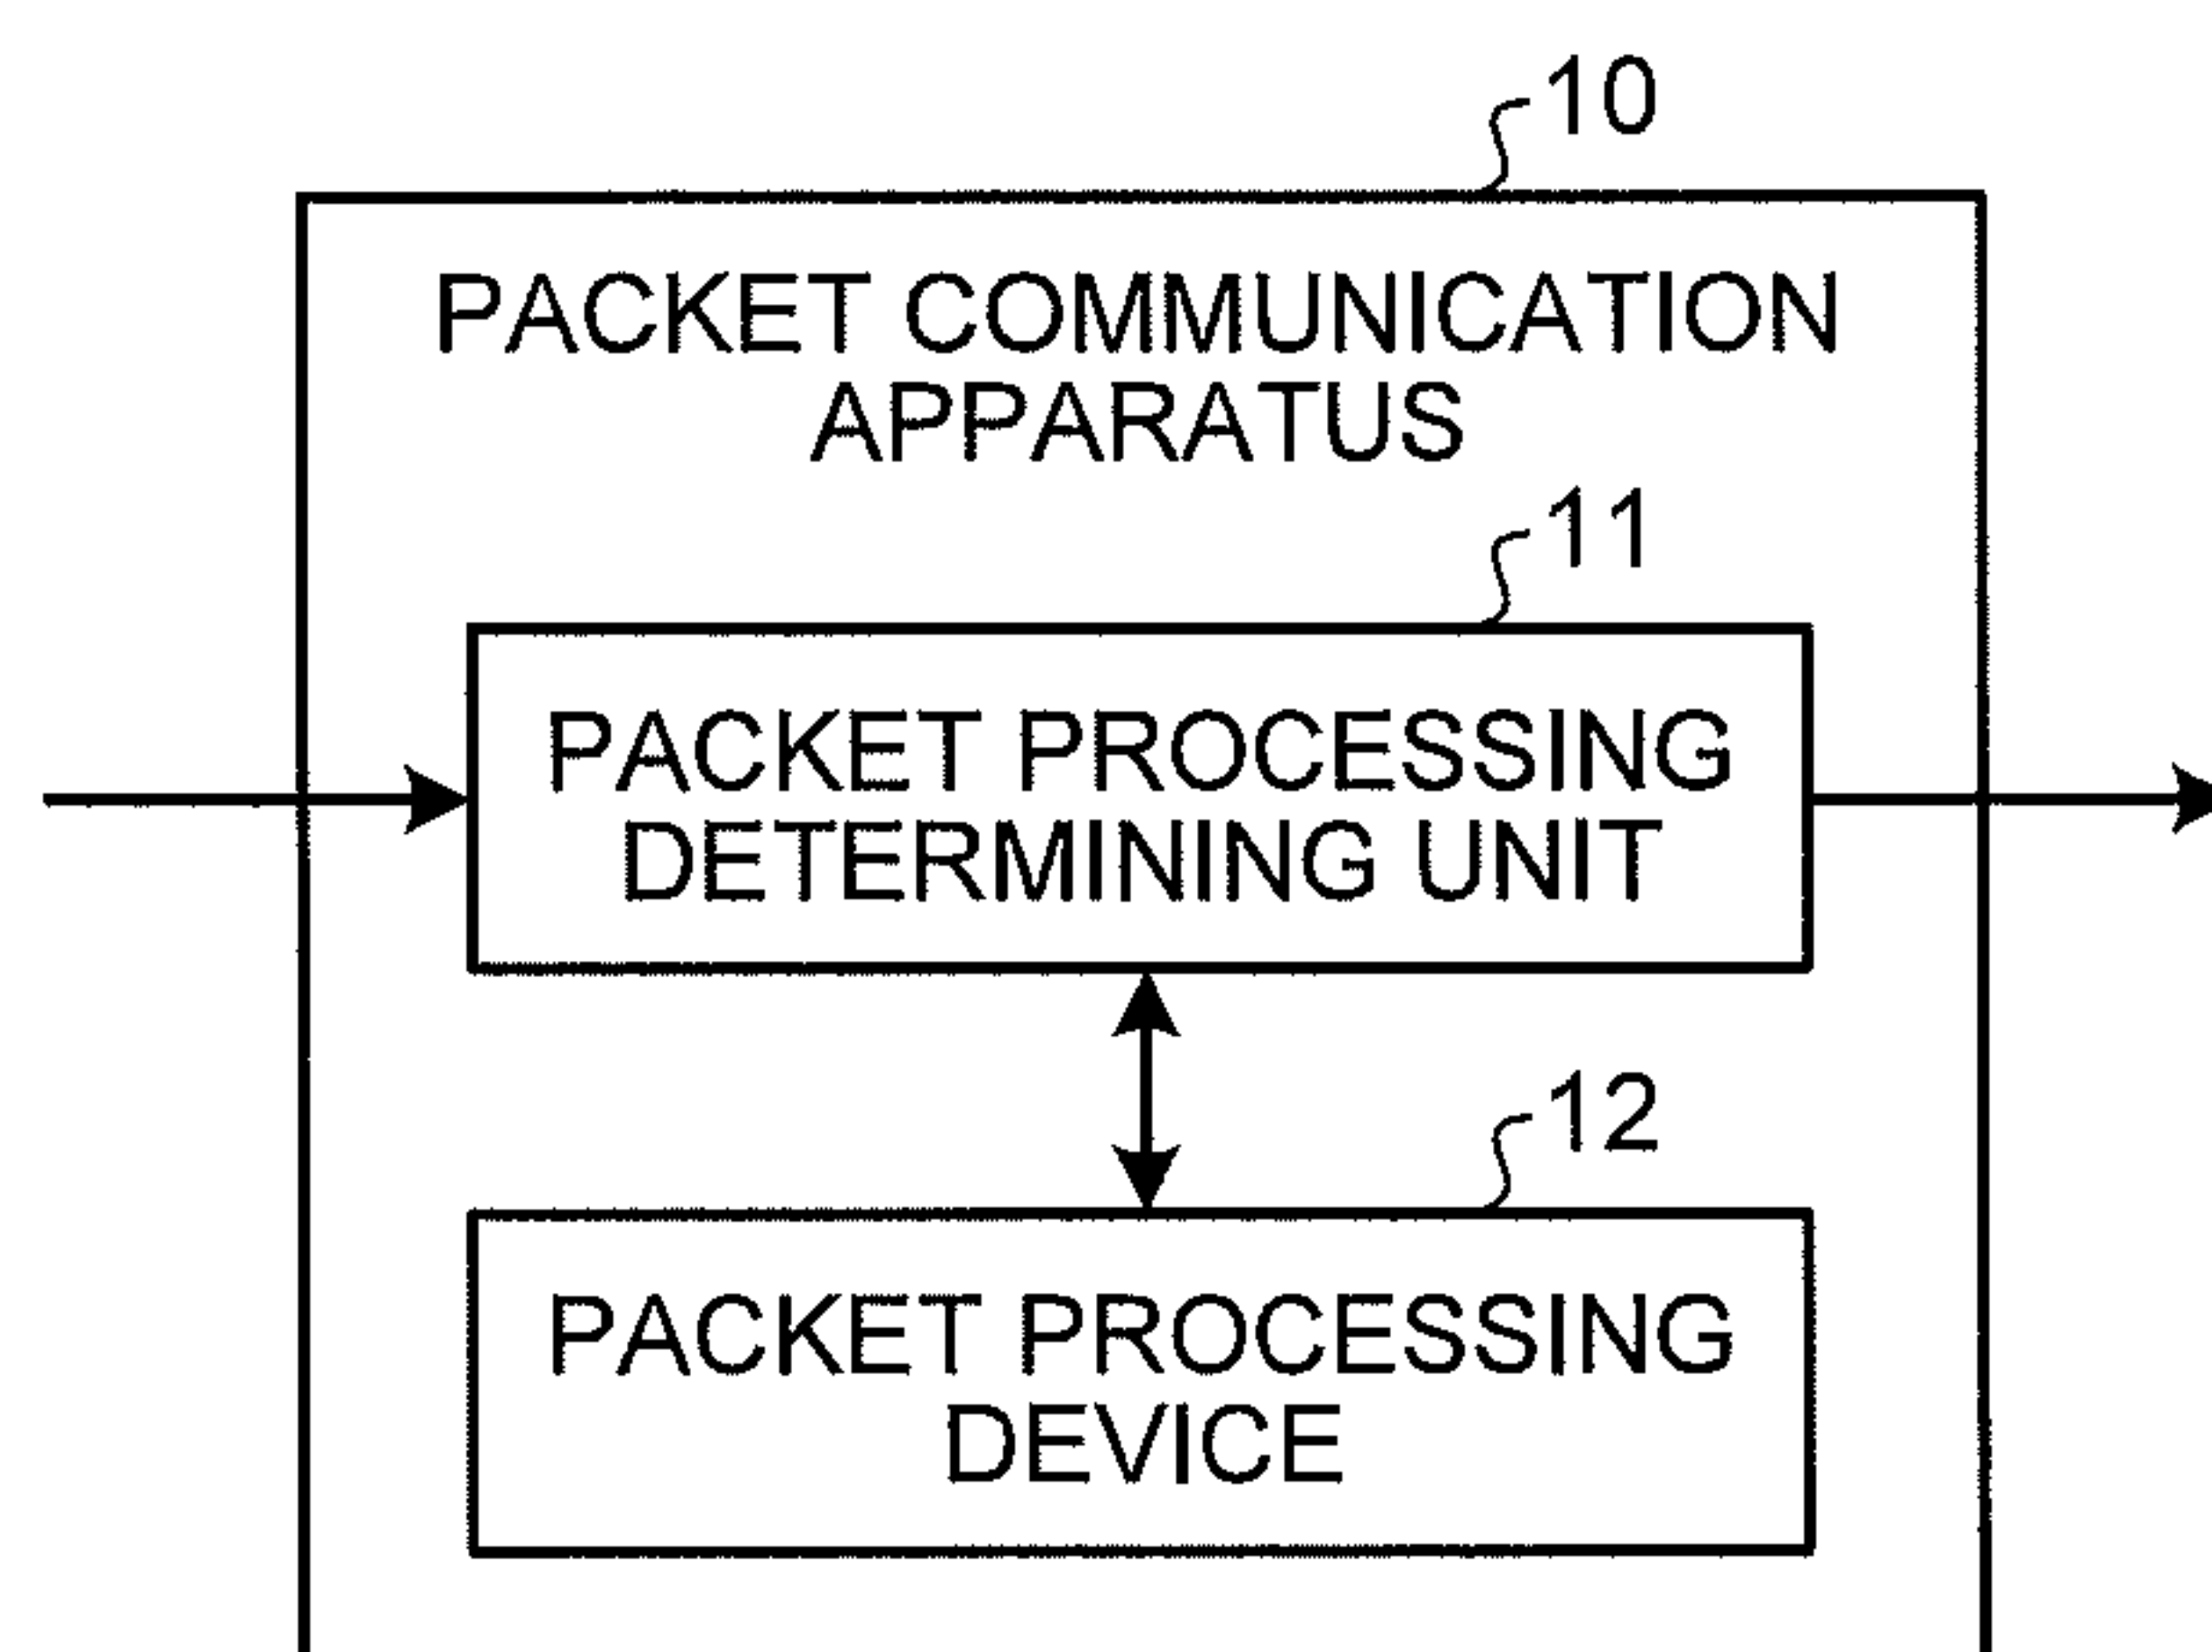 10
PACKET COMMUNICATION
APPARATUS
11
PACKET PROCESSING
DETERMINING UNIT
12
PACKET PROCESSING
DEVICE